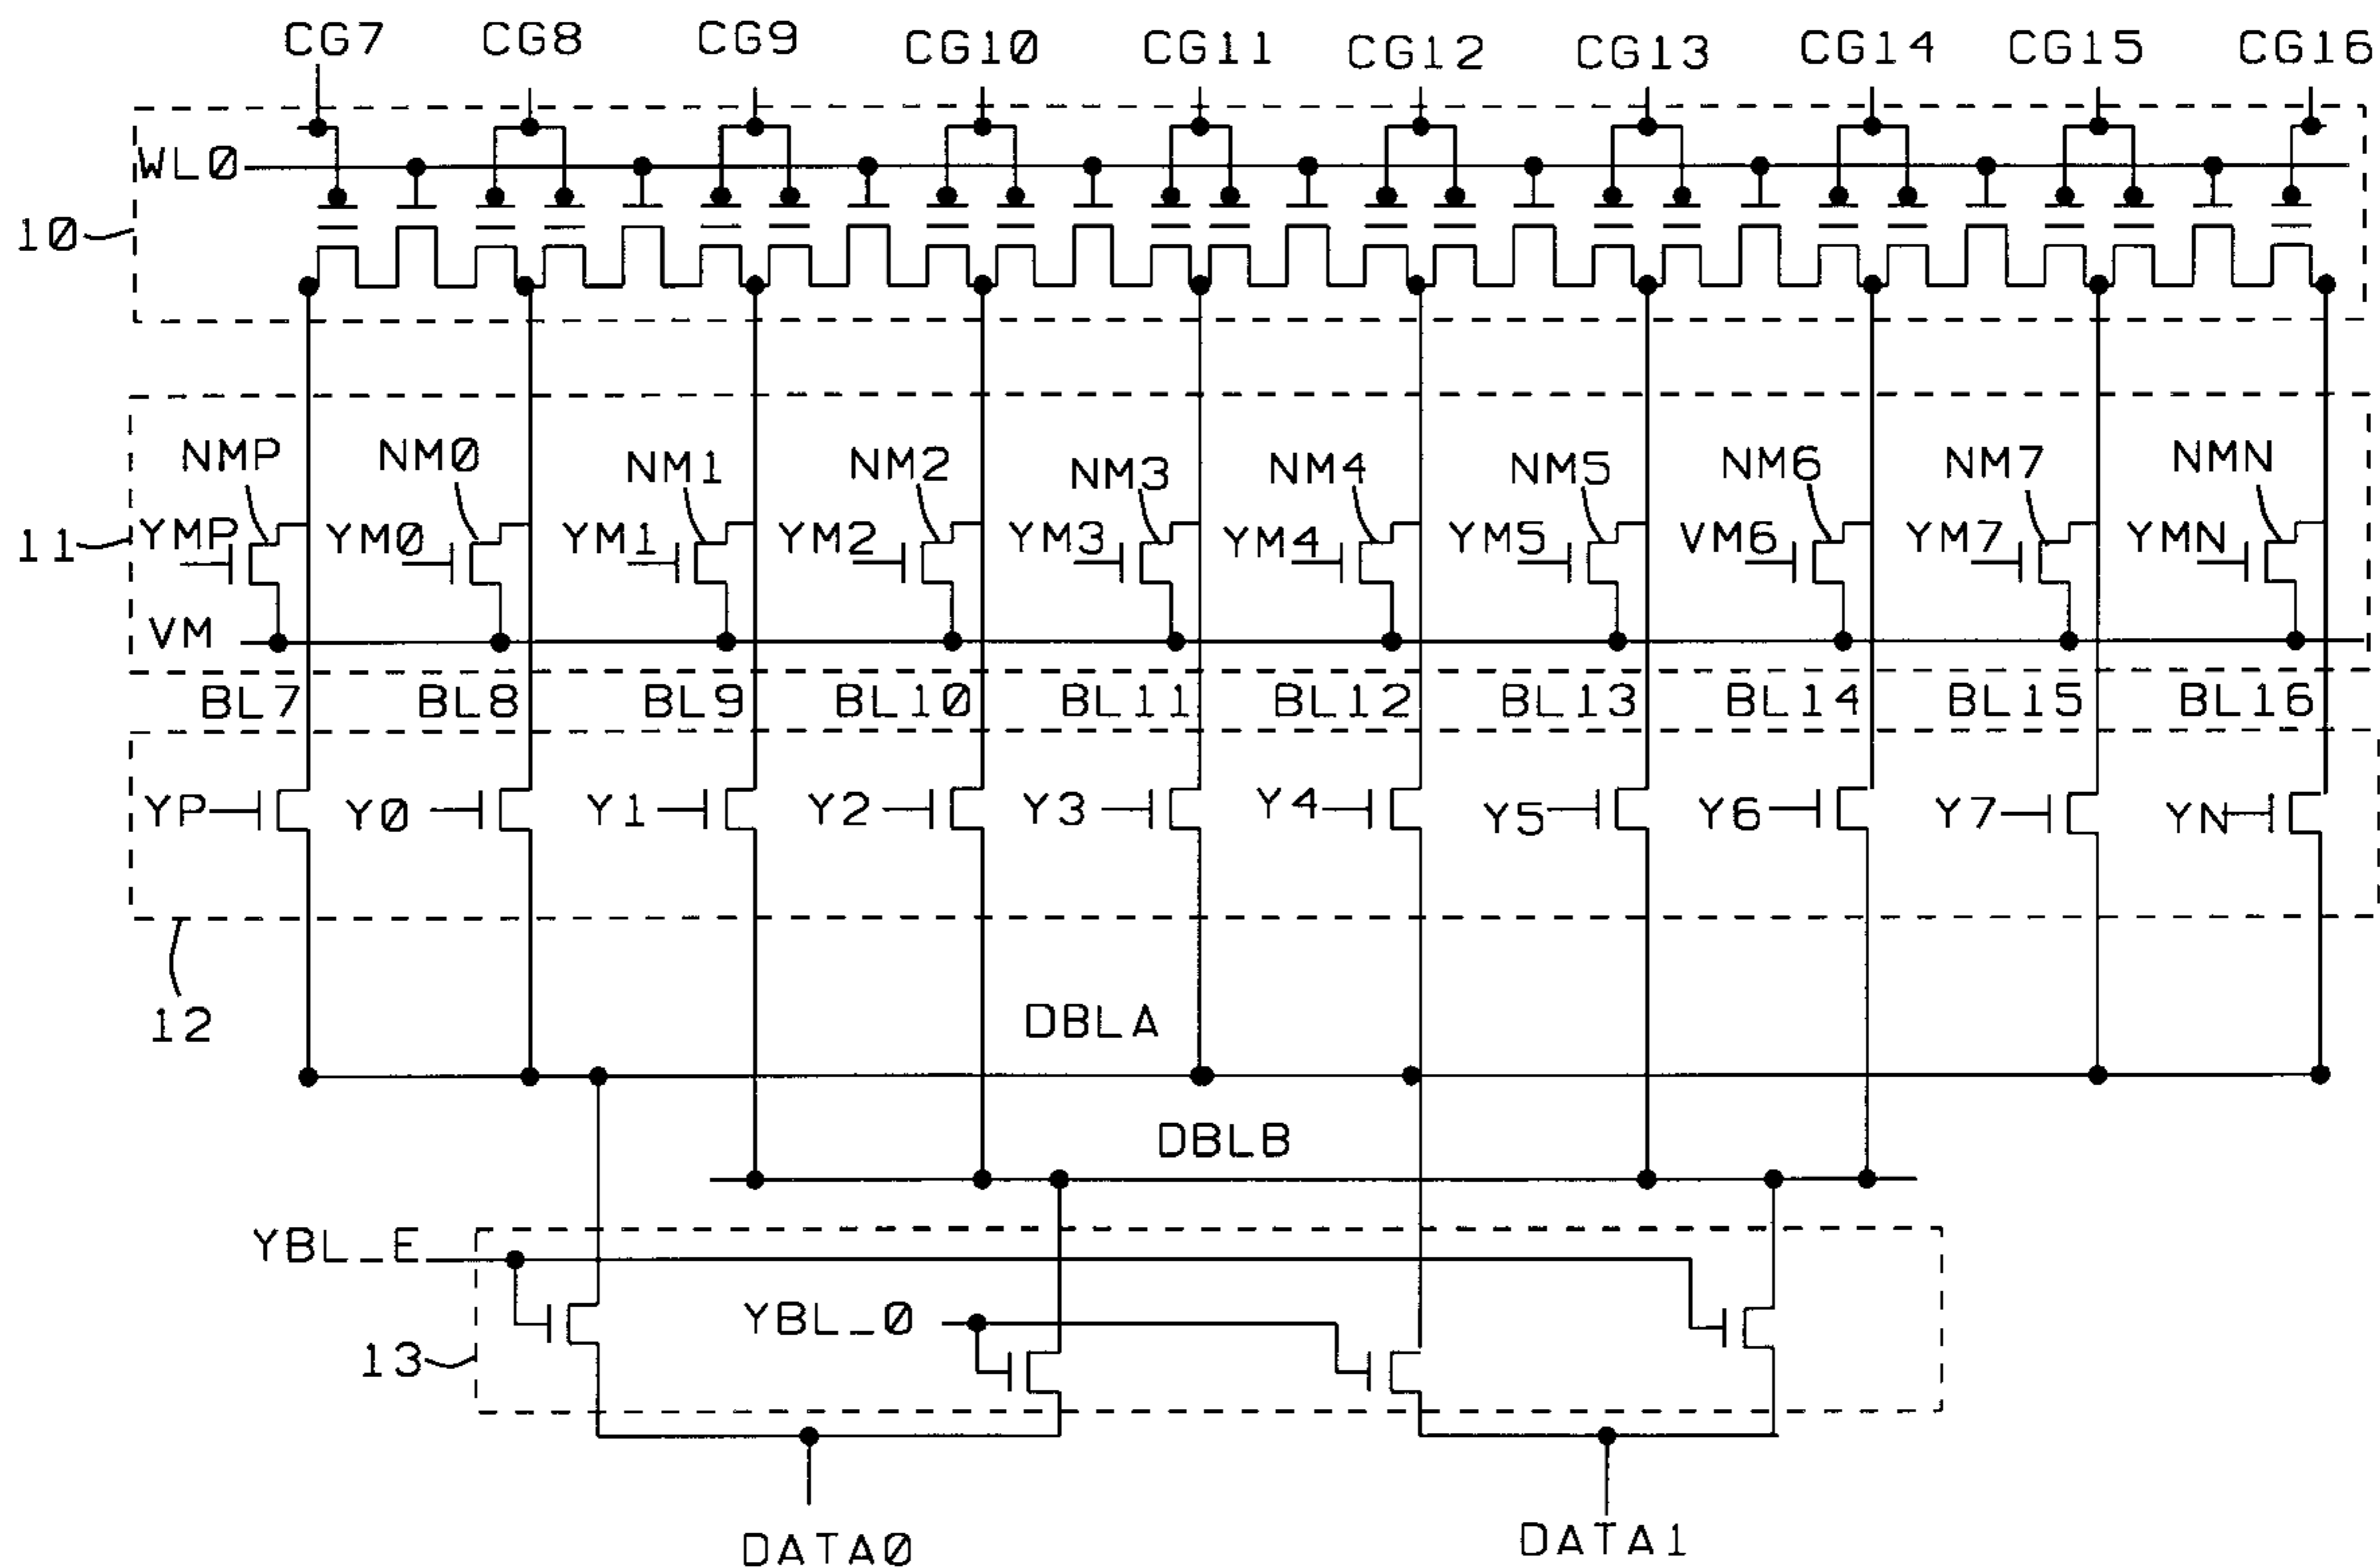 CG7 CG8 CG9 CG10 CG11 CG12 CG13 CG14 CG15 CG16
WL0
10
NMP NM0 NM1 NM2 NM3 NM4 NM5 NM6 NM7 NMN
YMP YM0 YM1 YM2 YM3 YM4 YM5 VM6 YM7 YMN
11
VM
BL7 BL8 BL9 BL10 BL11 BL12 BL13 BL14 BL15 BL16
YP Y0 Y1 Y2 Y3 Y4 Y5 Y6 Y7 YN
12
DBLA
DBLB
YBL_E
YBL_0
13
DATA0 DATA1